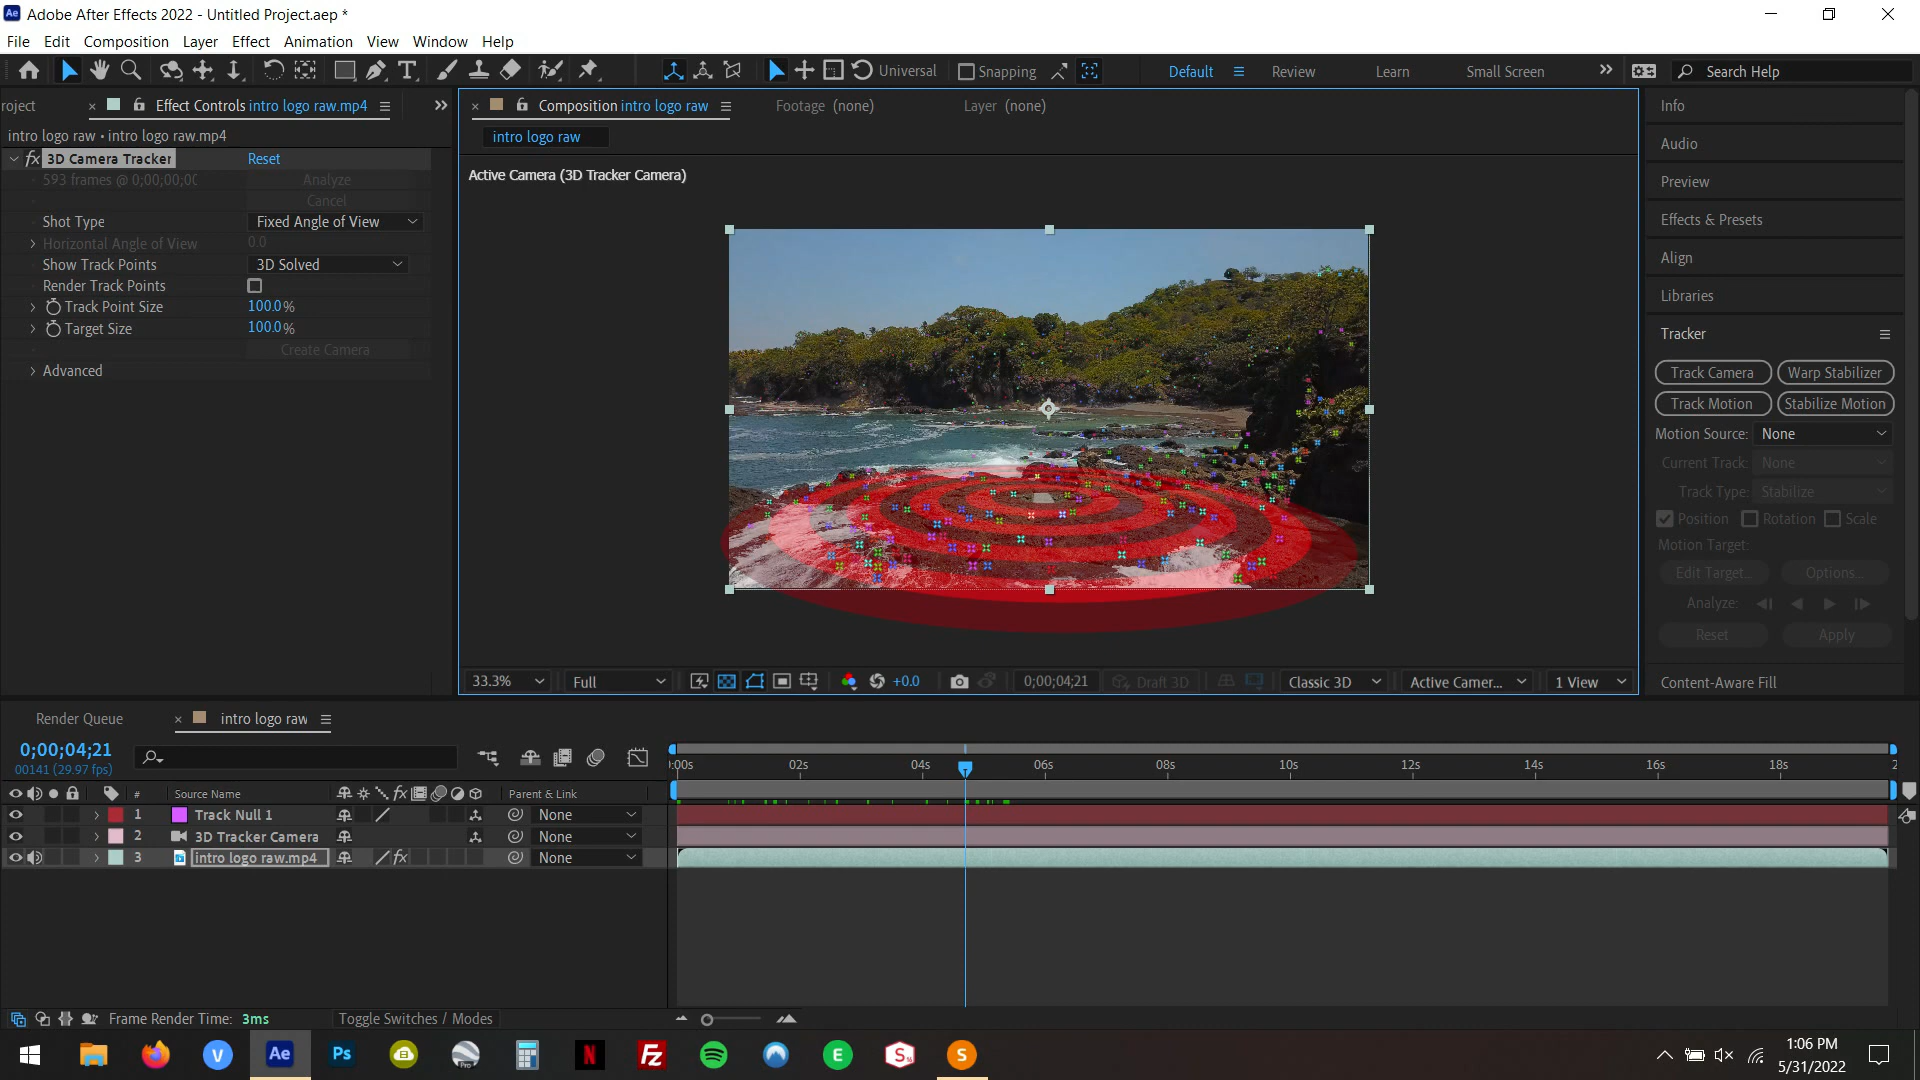 Adobe After Effects 2022 - Untitled Project.aep *
File Edit Composition Layer Effect Animation View Window Help
Universal Snapping Default Review Learn Small Screen Search Help
roject Effect Controls intro logo raw.mp4
intro logo raw • intro logo raw.mp4
fx 3D Camera Tracker Reset
593 frames @ 0;00;00;0( Analyze
Cancel
Shot Type Fixed Angle of View
Horizontal Angle of View 0.0
Show Track Points 3D Solved
Render Track Points
Track Point Size 100.0%
Target Size 100.0%
Create Camera
Advanced
Composition intro logo raw Footage (none) Layer (none)
intro logo raw
Active Camera (3D Tracker Camera)
33.3% Full +0.0 0;00;04;21 Draft 3D Classic 3D Active Camer... 1 View
Info
Audio
Preview
Effects & Presets
Align
Libraries
Tracker
Track Camera Warp Stabilizer
Track Motion Stabilize Motion
Motion Source: None
Current Track: None
Track Type: Stabilize
Position Rotation Scale
Motion Target:
Edit Target... Options...
Analyze:
Reset Apply
Content-Aware Fill
Render Queue intro logo raw
0;00;04;21
00141 (29.97 fps)
# Source Name fx Parent & Link
1 Track Null 1 None
2 3D Tracker Camera None
3 intro logo raw.mp4 fx None
:00s 02s 04s 06s 08s 10s 12s 14s 16s 18s 2
Frame Render Time: 3ms Toggle Switches / Modes
V Ae Ps Pro N Fz E S S
1:06 PM
5/31/2022